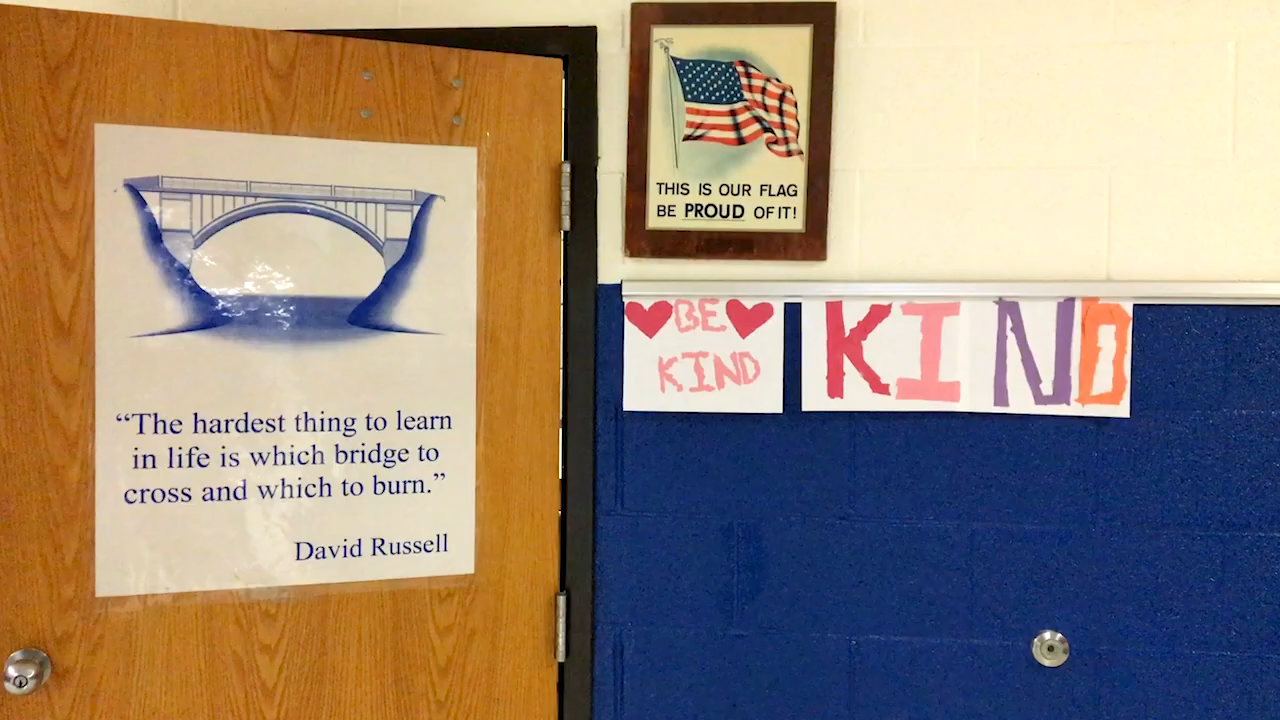 “The hardest thing to learn
in life is which bridge to
cross and which to burn.”
David Russell
THIS IS OUR FLAG
BE PROUD OF IT!
BE
KIND
KIND